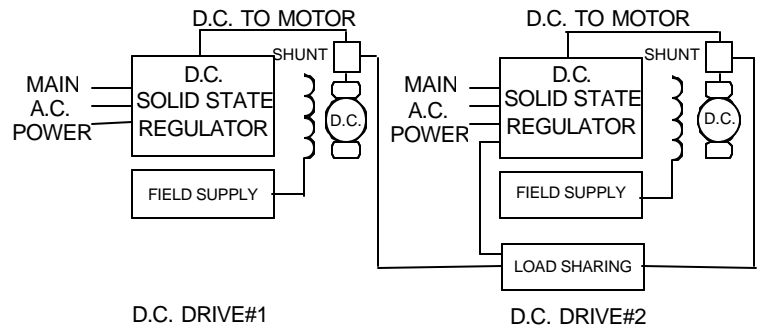 D.C. TO MOTOR
SHUNT
D.C.
SOLID STATE
REGULATOR
MAIN
A.C.
POWER
D.C.
FIELD SUPPLY
D.C. DRIVE#1
D.C. TO MOTOR
SHUNT
D.C.
SOLID STATE
REGULATOR
MAIN
A.C.
POWER
D.C.
FIELD SUPPLY
LOAD SHARING
D.C. DRIVE#2